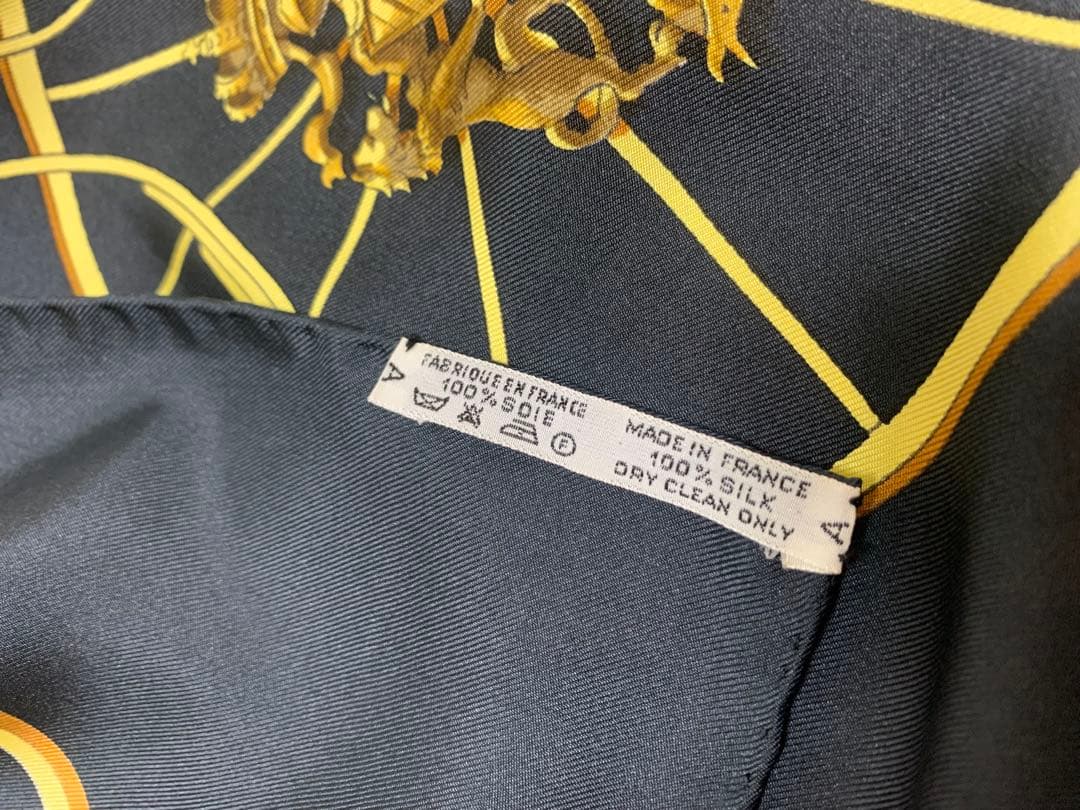 A
FABRIQUE EN FRANCE
100% SOIE
F
MADE IN FRANCE
100% SILK
DRY CLEAN ONLY
A